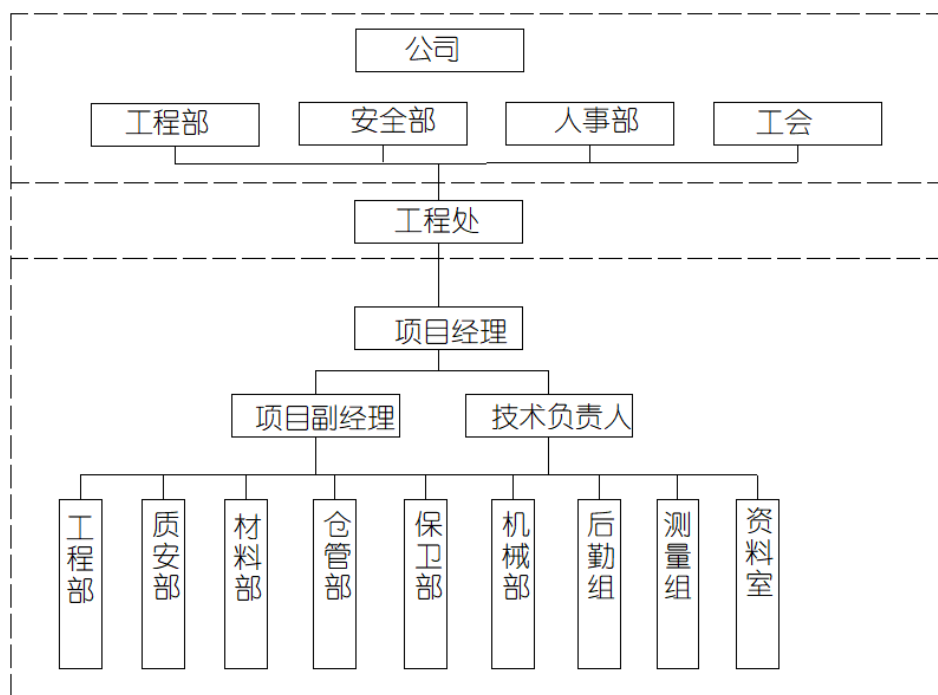 公司
工程部
安全部
人事部
工会
工程处
项目经理
项目副经理
技术负责人
工程部
质安部
材料部
仓管部
保卫部
机械部
后勤组
测量组
资料室